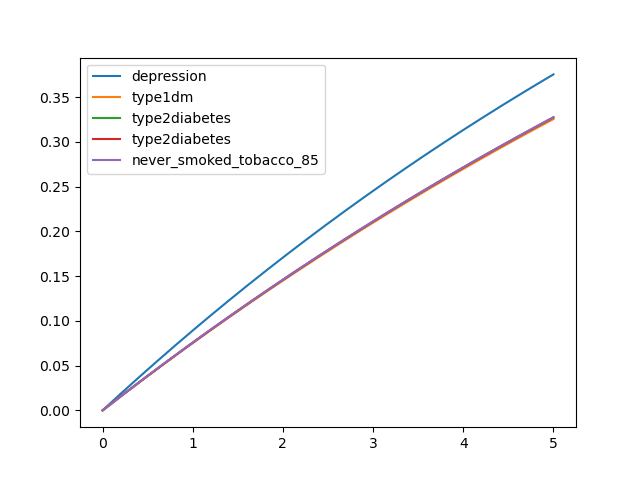 depression
type1dm
type2diabetes
type2diabetes
never_smoked_tobacco_85
0.35
0.30
0.25
0.20
0.15
0.10
0.05
0.00
0 1 2 3 4 5